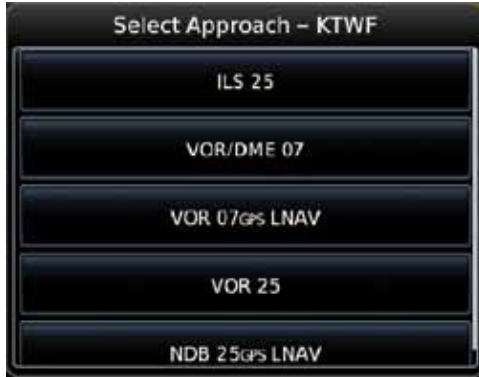 Select Approach – KTWF
ILS 25
VOR/DME 07
VOR 07GPS LNAV
VOR 25
NDB 25GPS LNAV